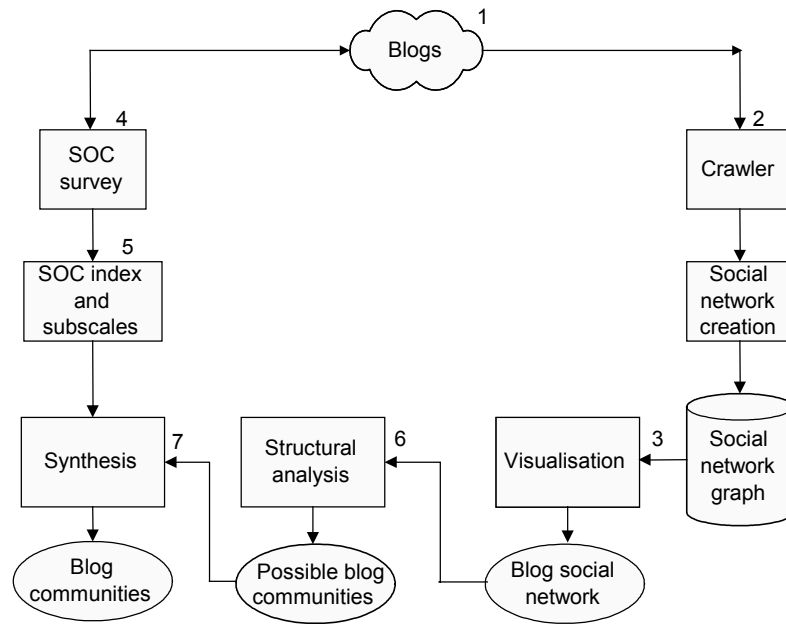 1
Blogs
4
SOC
survey
2
Crawler
5
SOC index
and
subscales
Social
network
creation
7
Synthesis
6
Structural
analysis
Visualisation
3
Social
network
graph
Blog
communities
Possible blog
communities
Blog social
network